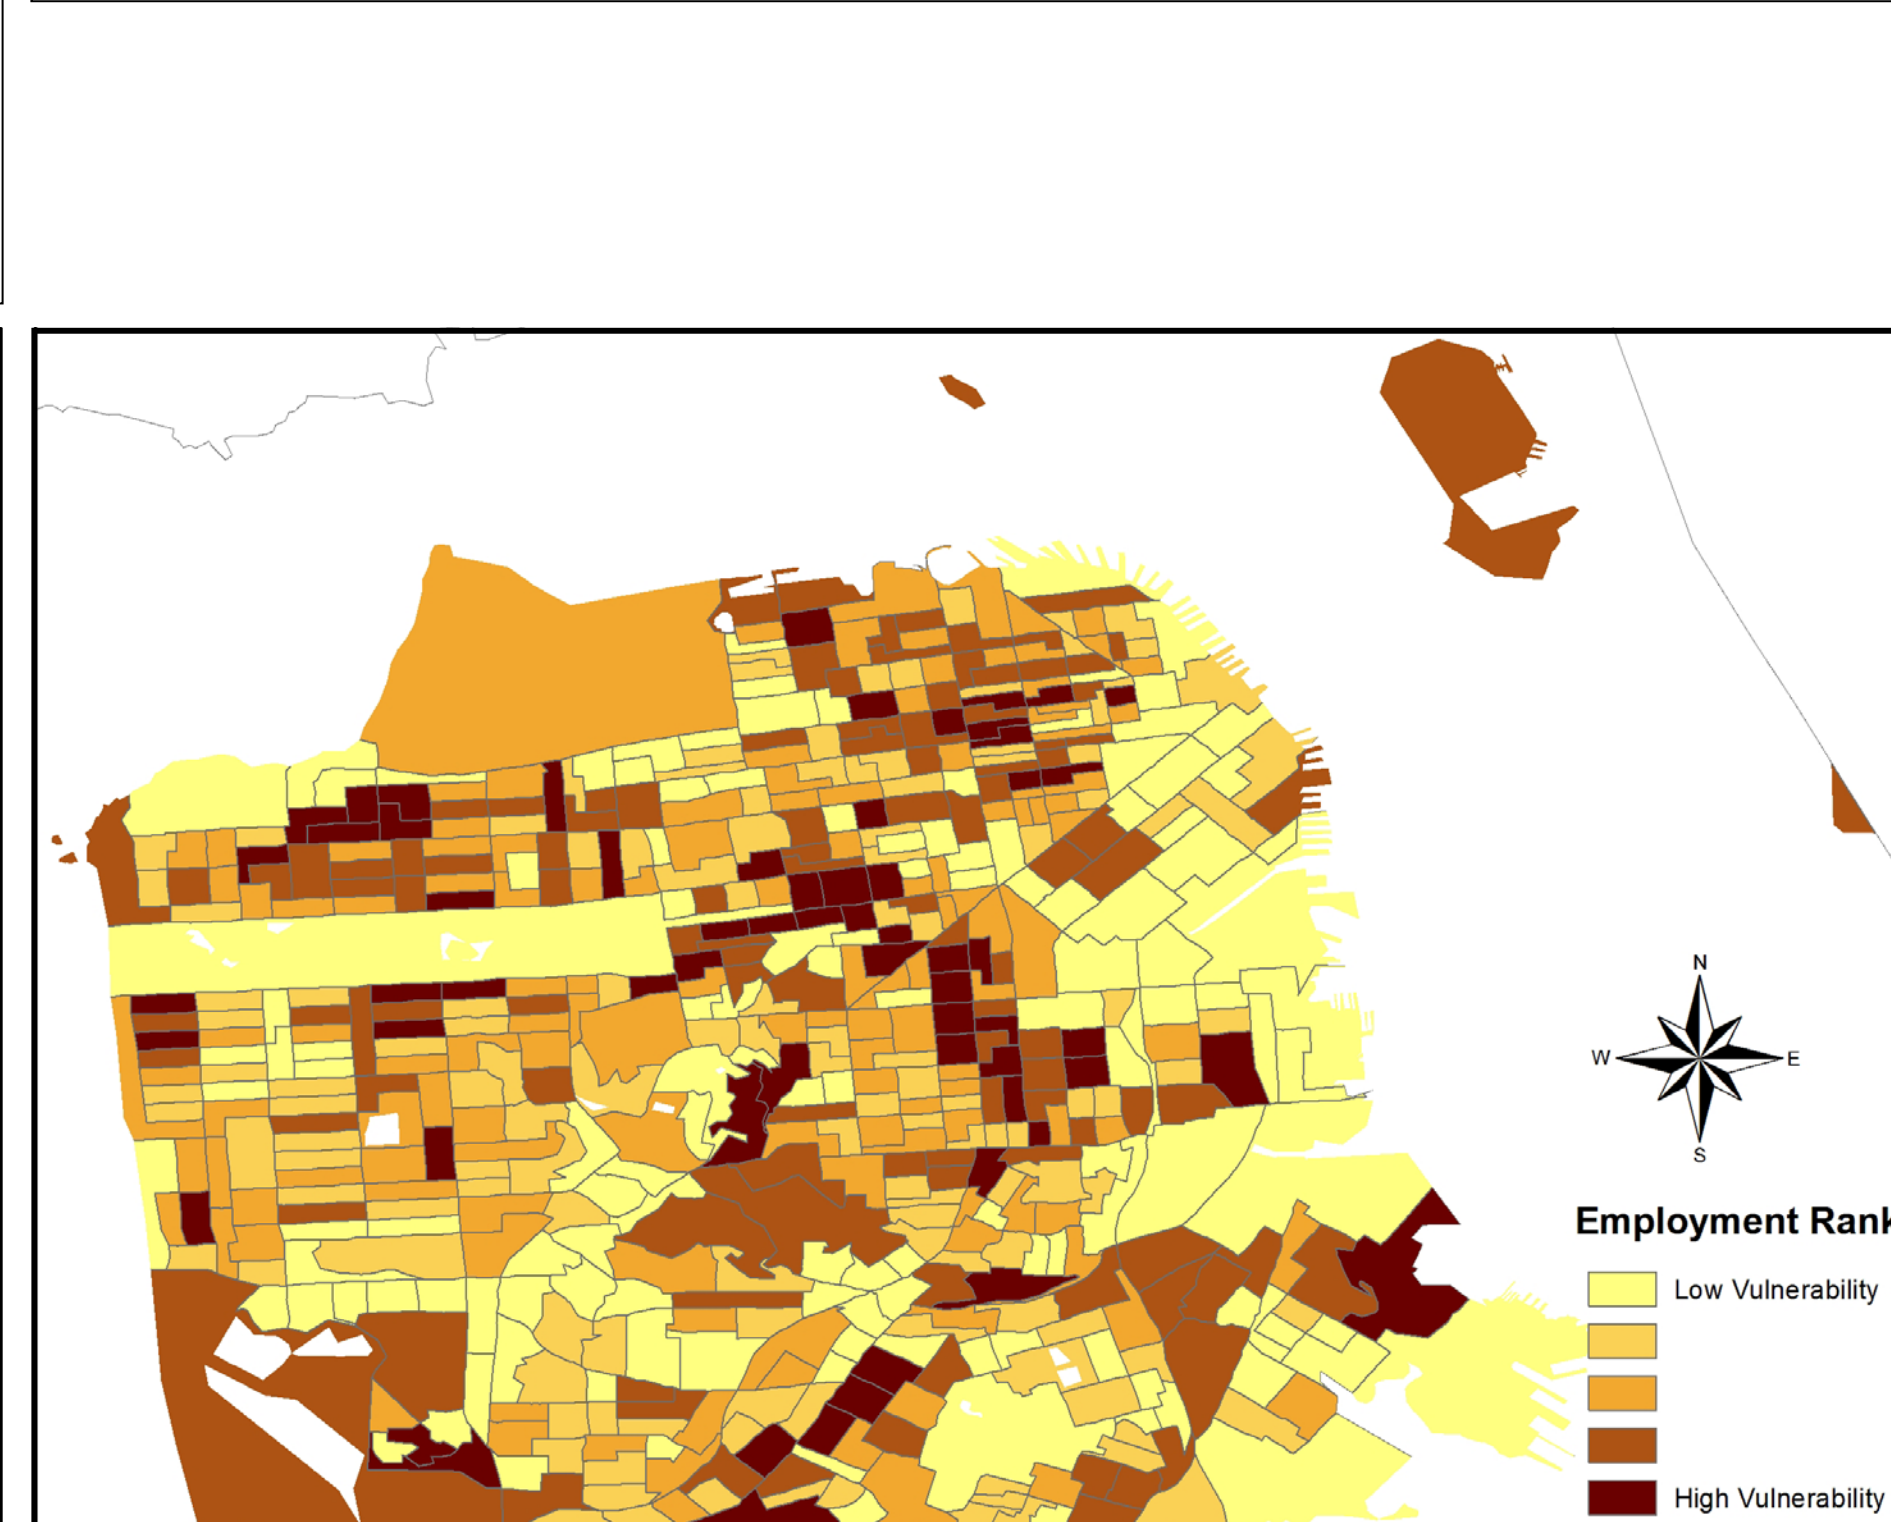 N
W E
S
Employment Rank
Low Vulnerability
High Vulnerability